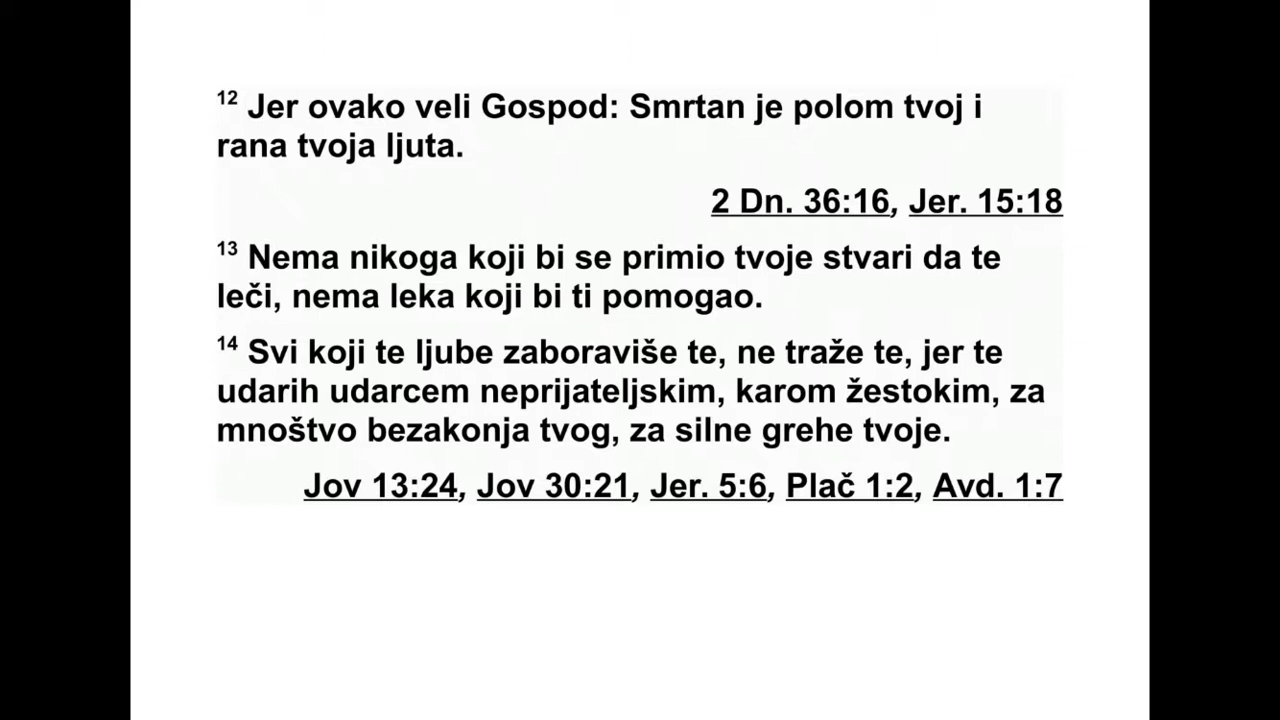 12 Jer ovako veli Gospod: Smrtan je polom tvoj i
rana tvoja ljuta.
2 Dn. 36:16, Jer. 15:18
13 Nema nikoga koji bi se primio tvoje stvari da te
leči, nema leka koji bi ti pomogao.
14 Svi koji te ljube zaboraviše te, ne traže te, jer te
udarih udarcem neprijateljskim, karom žestokim, za
mnoštvo bezakonja tvog, za silne grehe tvoje.
Jov 13:24, Jov 30:21, Jer. 5:6, Plač 1:2, Avd. 1:7